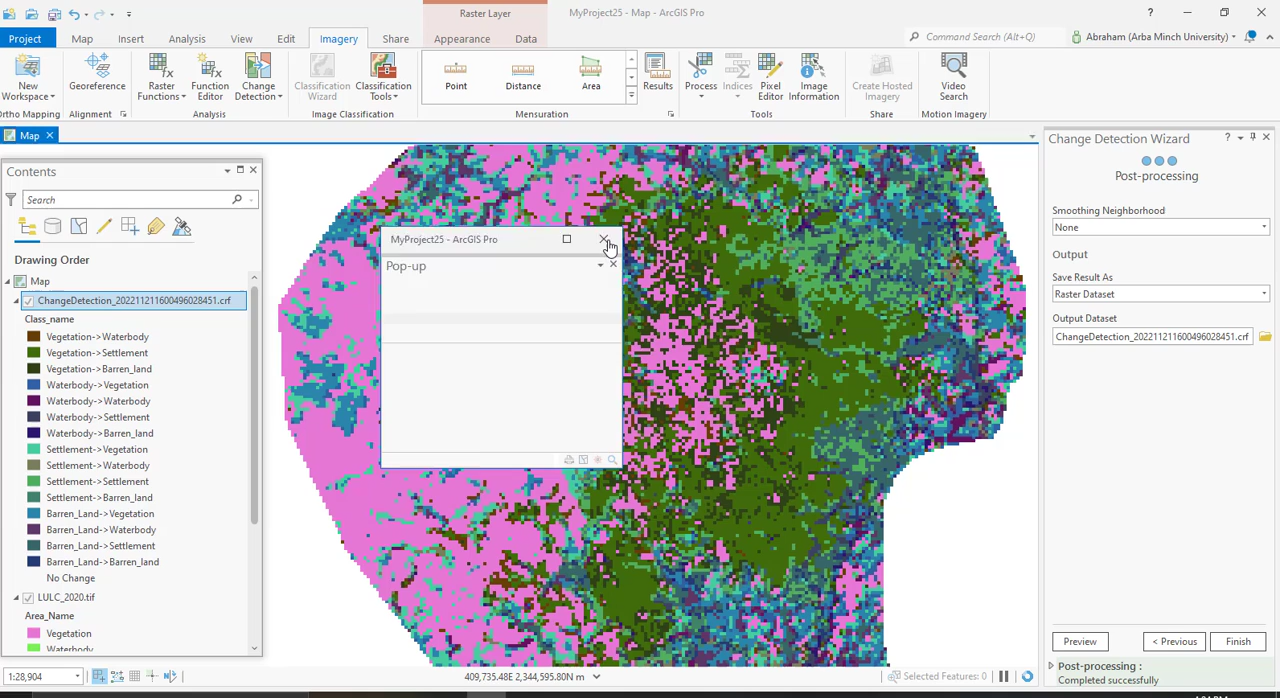 Raster Layer
MyProject25 - Map - ArcGIS Pro
?
Project
Map
Insert
Analysis
View
Edit
Imagery
Share
Appearance
Data
Command Search (Alt+Q)
Abraham (Arba Minch University)
New
Workspace
Georeference
Raster
Functions
Function
Editor
Change
Detection
Classification
Wizard
Classification
Tools
Point
Distance
Area
Results
Process
Indices
Pixel
Editor
Image
Information
Create Hosted
Imagery
Video
Search
Ortho Mapping
Alignment
Analysis
Image Classification
Mensuration
Tools
Share
Motion Imagery
Map
Contents
Search
Drawing Order
Map
ChangeDetection_202211211600496028451.crf
Class_name
Vegetation->Waterbody
Vegetation->Settlement
Vegetation->Barren_land
Waterbody->Vegetation
Waterbody->Waterbody
Waterbody->Settlement
Waterbody->Barren_land
Settlement->Vegetation
Settlement->Waterbody
Settlement->Settlement
Settlement->Barren_land
Barren_Land->Vegetation
Barren_Land->Waterbody
Barren_Land->Settlement
Barren_Land->Barren_land
No Change
LULC_2020.tif
Area_Name
Vegetation
Waterbody
MyProject25 - ArcGIS Pro
Pop-up
Change Detection Wizard
?
Post-processing
Smoothing Neighborhood
None
Output
Save Result As
Raster Dataset
Output Dataset
ChangeDetection_202211211600496028451.crf
Preview
< Previous
Finish
Post-processing :
Completed successfully
1:28,904
409,735.48E 2,344,595.80N m
Selected Features: 0